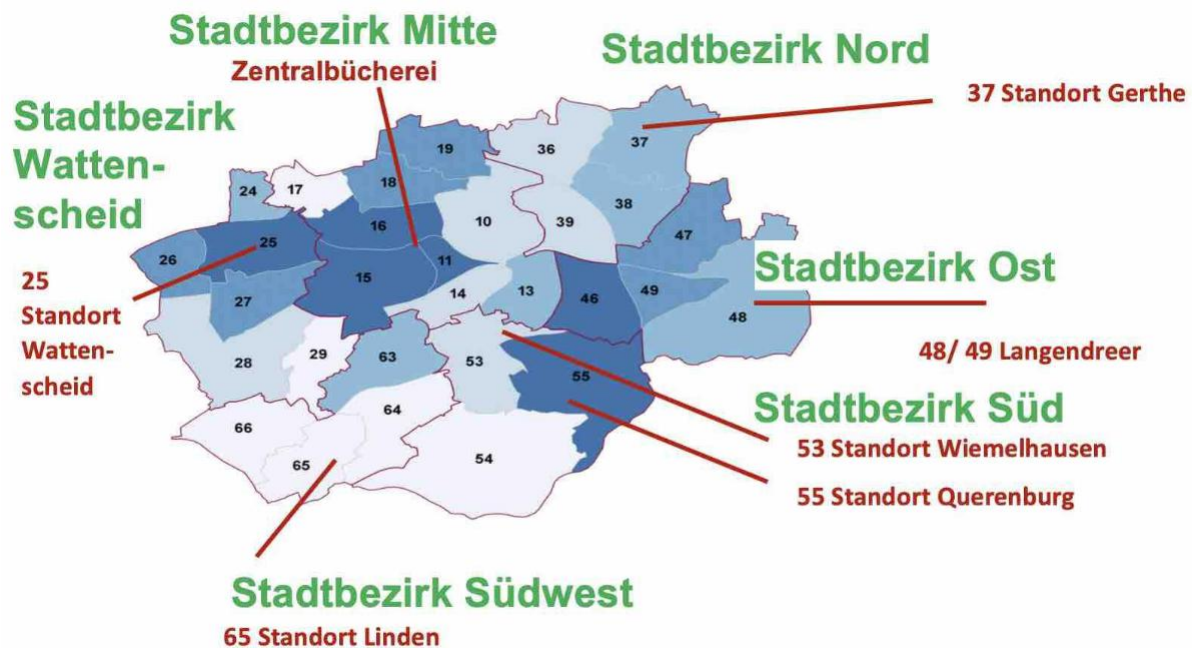 Stadtbezirk Mitte
Zentralbücherei
Stadtbezirk Nord
37 Standort Gerthe
Stadtbezirk
Watten-
scheid
25
Standort
Watten-
scheid
19
36
37
24
17
18
38
10
39
16
47
26
25
11
15
14
13
46
49
48
27
28
29
63
53
55
64
66
65
54
Stadtbezirk Ost
48/ 49 Langendreer
Stadtbezirk Süd
53 Standort Wiemelhausen
55 Standort Querenburg
Stadtbezirk Südwest
65 Standort Linden